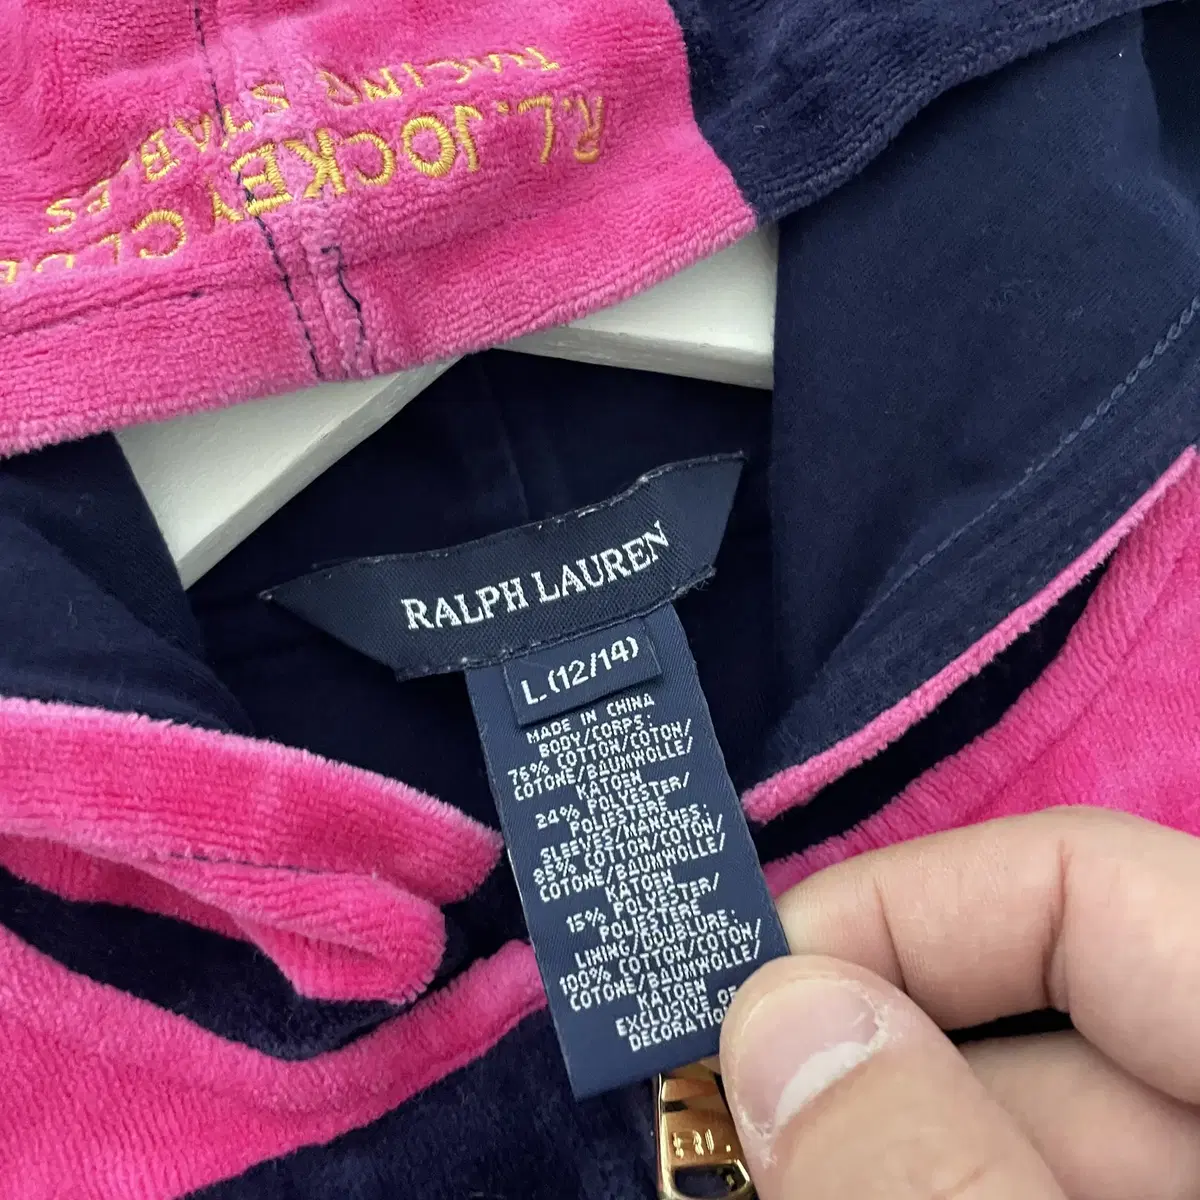 R.L. JOCKEY CLUB
RACING STABLES
RALPH LAUREN
L (12/14)
MADE IN CHINA
BODY/CORPS:
76% COTTON/COTON/
COTONE/BAUMWOLLE/
KATOEN
24% POLYESTER/
POLIESTERE
SLEEVES/MANCHES:
85% COTTON/COTON/
COTONE/BAUMWOLLE/
KATOEN
15% POLYESTER/
POLIESTERE
LINING/DOUBLURE:
100% COTTON/COTON/
COTONE/BAUMWOLLE/
KATOEN
EXCLUSIVE OF
DECORATIO
RL